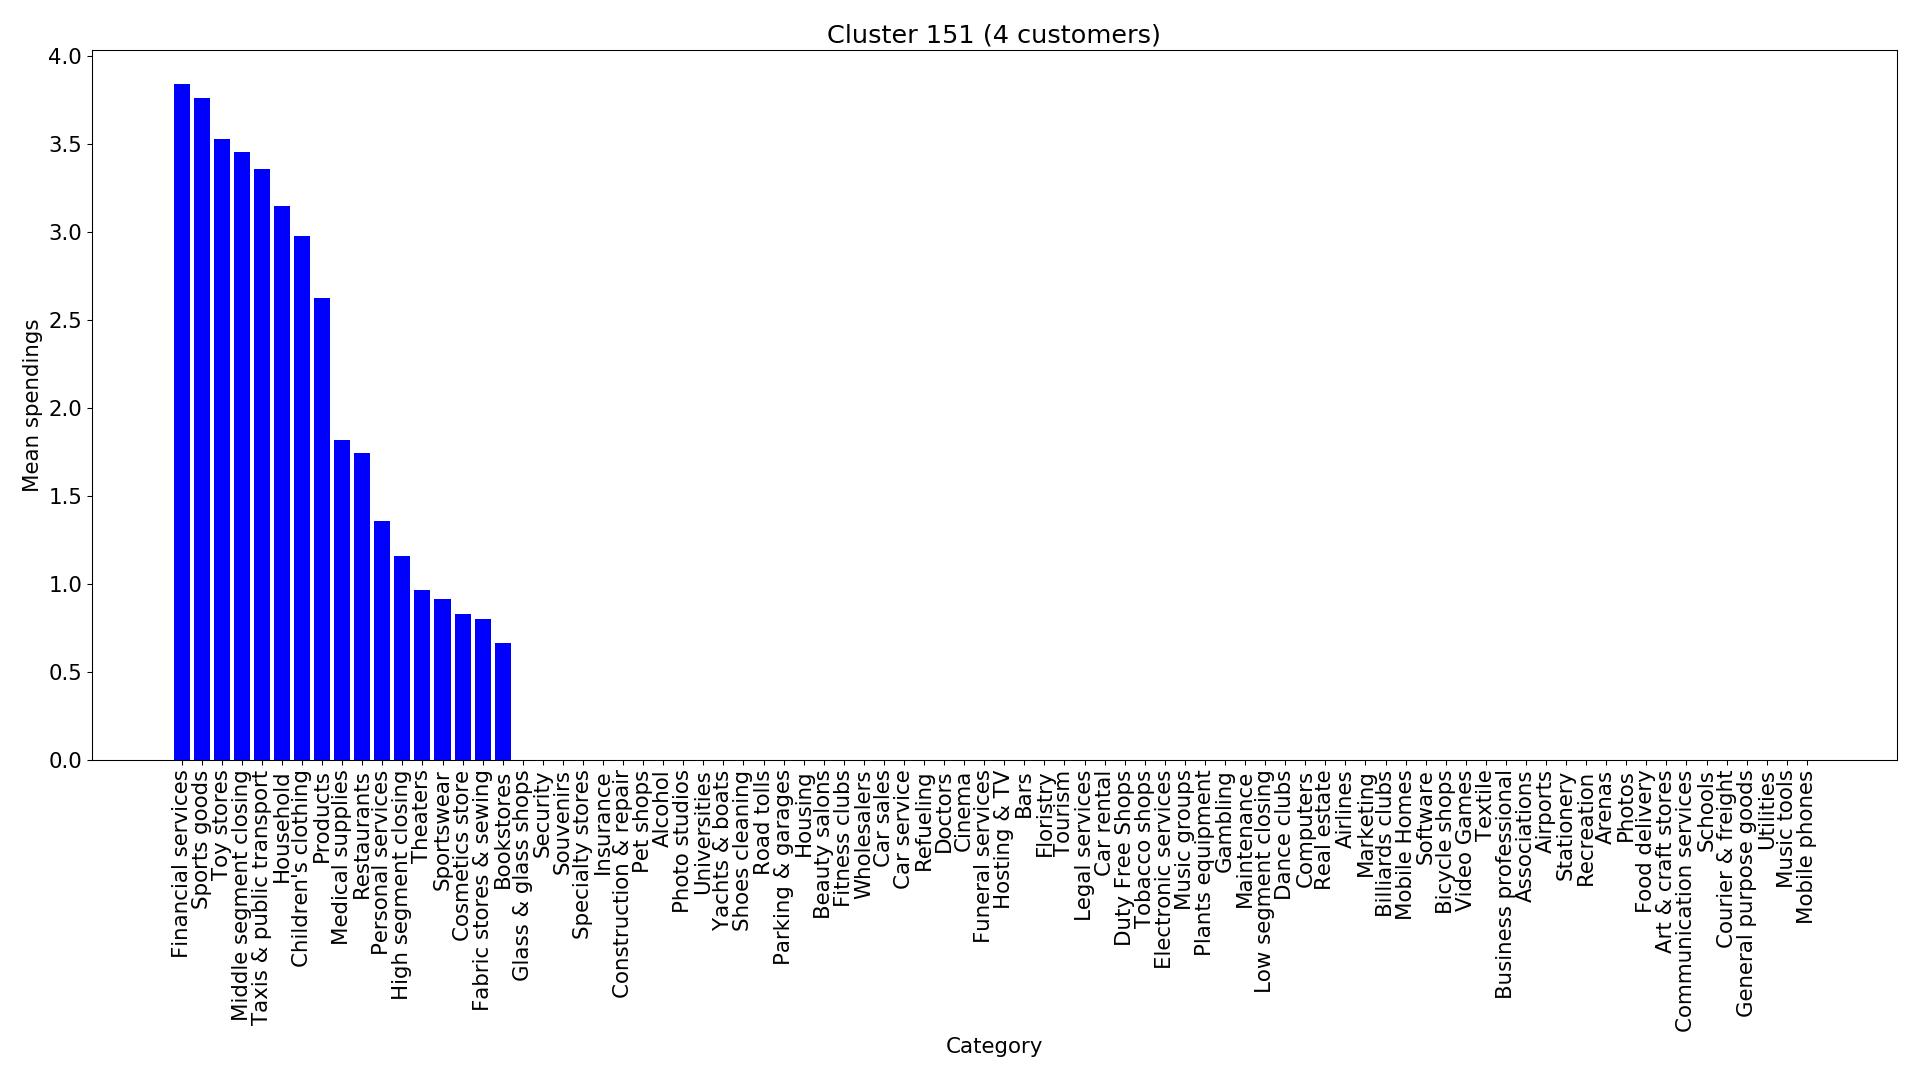 Cluster 151 (4 customers)
Mean spendings
4.0
3.5
3.0
2.5
2.0
1.5
1.0
0.5
0.0
Financial services
Sports goods
Toy stores
Middle segment closing
Taxis & public transport
Household
Children's clothing
Products
Medical supplies
Restaurants
Personal services
High segment closing
Theaters
Sportswear
Cosmetics store
Fabric stores & sewing
Bookstores
Glass & glass shops
Security
Souvenirs
Specialty stores
Insurance
Construction & repair
Pet shops
Alcohol
Photo studios
Universities
Yachts & boats
Shoes cleaning
Road tolls
Parking & garages
Housing
Beauty salons
Fitness clubs
Wholesalers
Car sales
Car service
Refueling
Doctors
Cinema
Funeral services
Hosting & TV
Bars
Floristry
Tourism
Legal services
Car rental
Duty Free Shops
Tobacco shops
Electronic services
Music groups
Plants equipment
Gambling
Maintenance
Low segment closing
Dance clubs
Computers
Real estate
Airlines
Marketing
Billiards clubs
Mobile Homes
Software
Bicycle shops
Video Games
Textile
Business professional
Associations
Airports
Stationery
Recreation
Arenas
Photos
Food delivery
Art & craft stores
Communication services
Schools
Courier & freight
General purpose goods
Utilities
Music tools
Mobile phones
Category